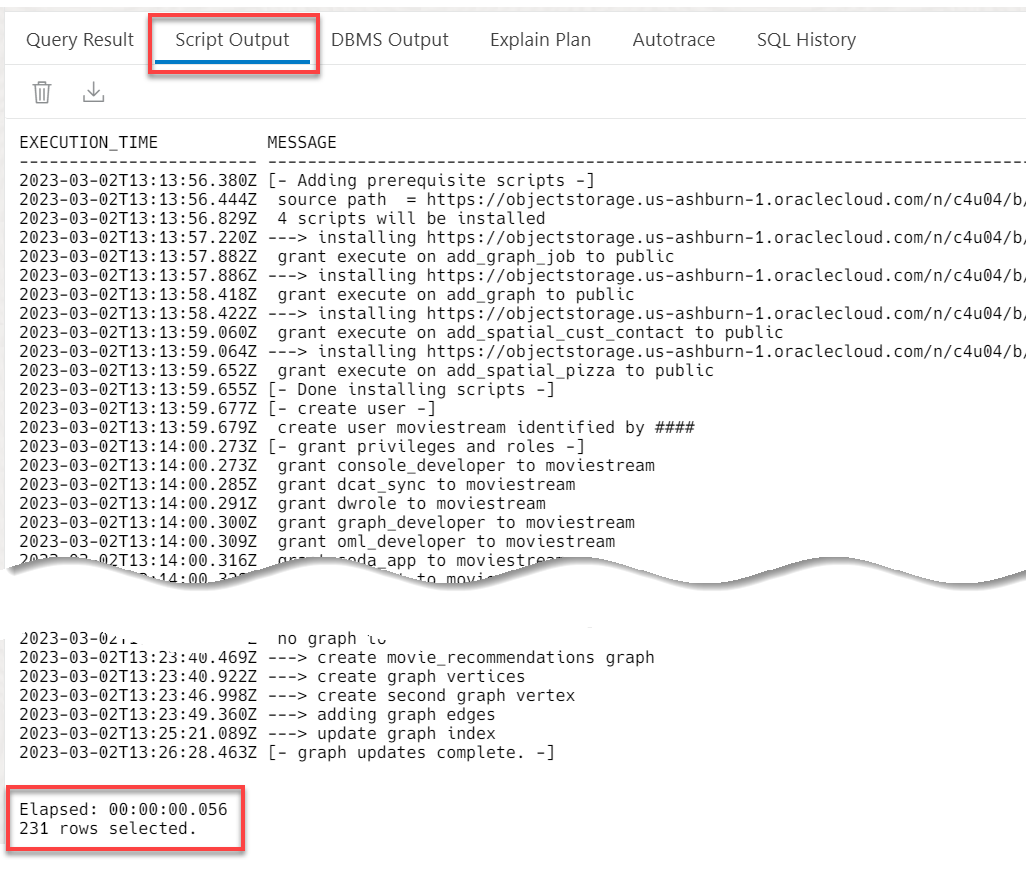 Query Result Script Output DBMS Output Explain Plan Autotrace SQL History
EXECUTION_TIME MESSAGE
------------------------ -----------------------------------------------------------------------------
2023-03-02T13:13:56.380Z [- Adding prerequisite scripts -]
2023-03-02T13:13:56.444Z source path = https://objectstorage.us-ashburn-1.oraclecloud.com/n/c4u04/b/
2023-03-02T13:13:56.829Z 4 scripts will be installed
2023-03-02T13:13:57.220Z ---> installing https://objectstorage.us-ashburn-1.oraclecloud.com/n/c4u04/b/
2023-03-02T13:13:57.882Z grant execute on add_graph_job to public
2023-03-02T13:13:57.886Z ---> installing https://objectstorage.us-ashburn-1.oraclecloud.com/n/c4u04/b/
2023-03-02T13:13:58.418Z grant execute on add_graph to public
2023-03-02T13:13:58.422Z ---> installing https://objectstorage.us-ashburn-1.oraclecloud.com/n/c4u04/b/
2023-03-02T13:13:59.060Z grant execute on add_spatial_cust_contact to public
2023-03-02T13:13:59.064Z ---> installing https://objectstorage.us-ashburn-1.oraclecloud.com/n/c4u04/b/
2023-03-02T13:13:59.652Z grant execute on add_spatial_pizza to public
2023-03-02T13:13:59.655Z [- Done installing scripts -]
2023-03-02T13:13:59.677Z [- create user -]
2023-03-02T13:13:59.679Z create user moviestream identified by ####
2023-03-02T13:14:00.273Z [- grant privileges and roles -]
2023-03-02T13:14:00.273Z grant console_developer to moviestream
2023-03-02T13:14:00.285Z grant dcat_sync to moviestream
2023-03-02T13:14:00.291Z grant dwrole to moviestream
2023-03-02T13:14:00.300Z grant graph_developer to moviestream
2023-03-02T13:14:00.309Z grant oml_developer to moviestream
2023-03-02T13:14:00.316Z to
to
no graph to
2023-03-02T13:23:40.469Z ---> create movie_recommendations graph
2023-03-02T13:23:40.922Z ---> create graph vertices
2023-03-02T13:23:46.998Z ---> create second graph vertex
2023-03-02T13:23:49.360Z ---> adding graph edges
2023-03-02T13:25:21.089Z ---> update graph index
2023-03-02T13:26:28.463Z [- graph updates complete. -]
Elapsed: 00:00:00.056
231 rows selected.